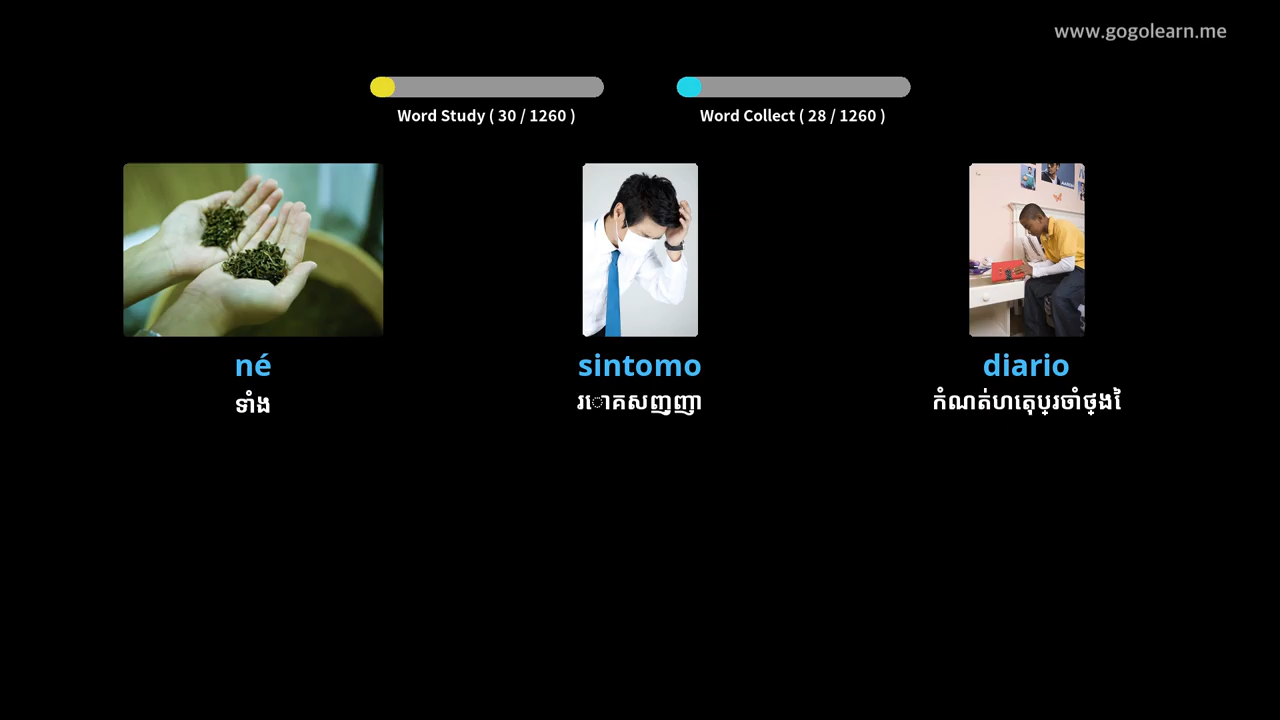 www.gogolearn.me
Word Study ( 30 / 1260 )
Word Collect ( 28 / 1260 )
né
sintomo
diario
ទាំង
រោគសញ្ញា
កំណត់ហេតុប្រចាំថ្ងៃ